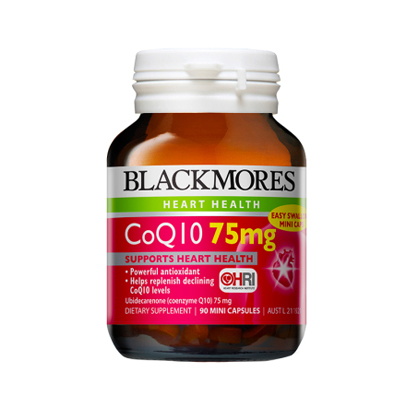 BLACKMORES
HEART HEALTH
EASY SWALLOW
MINI CAPS
CoQ10 75mg
SUPPORTS HEART HEALTH
• Powerful antioxidant
• Helps replenish declining
CoQ10 levels
HRI
Ubidecarenone (coenzyme Q10) 75 mg
DIETARY SUPPLEMENT | 90 MINI CAPSULES | AUST L